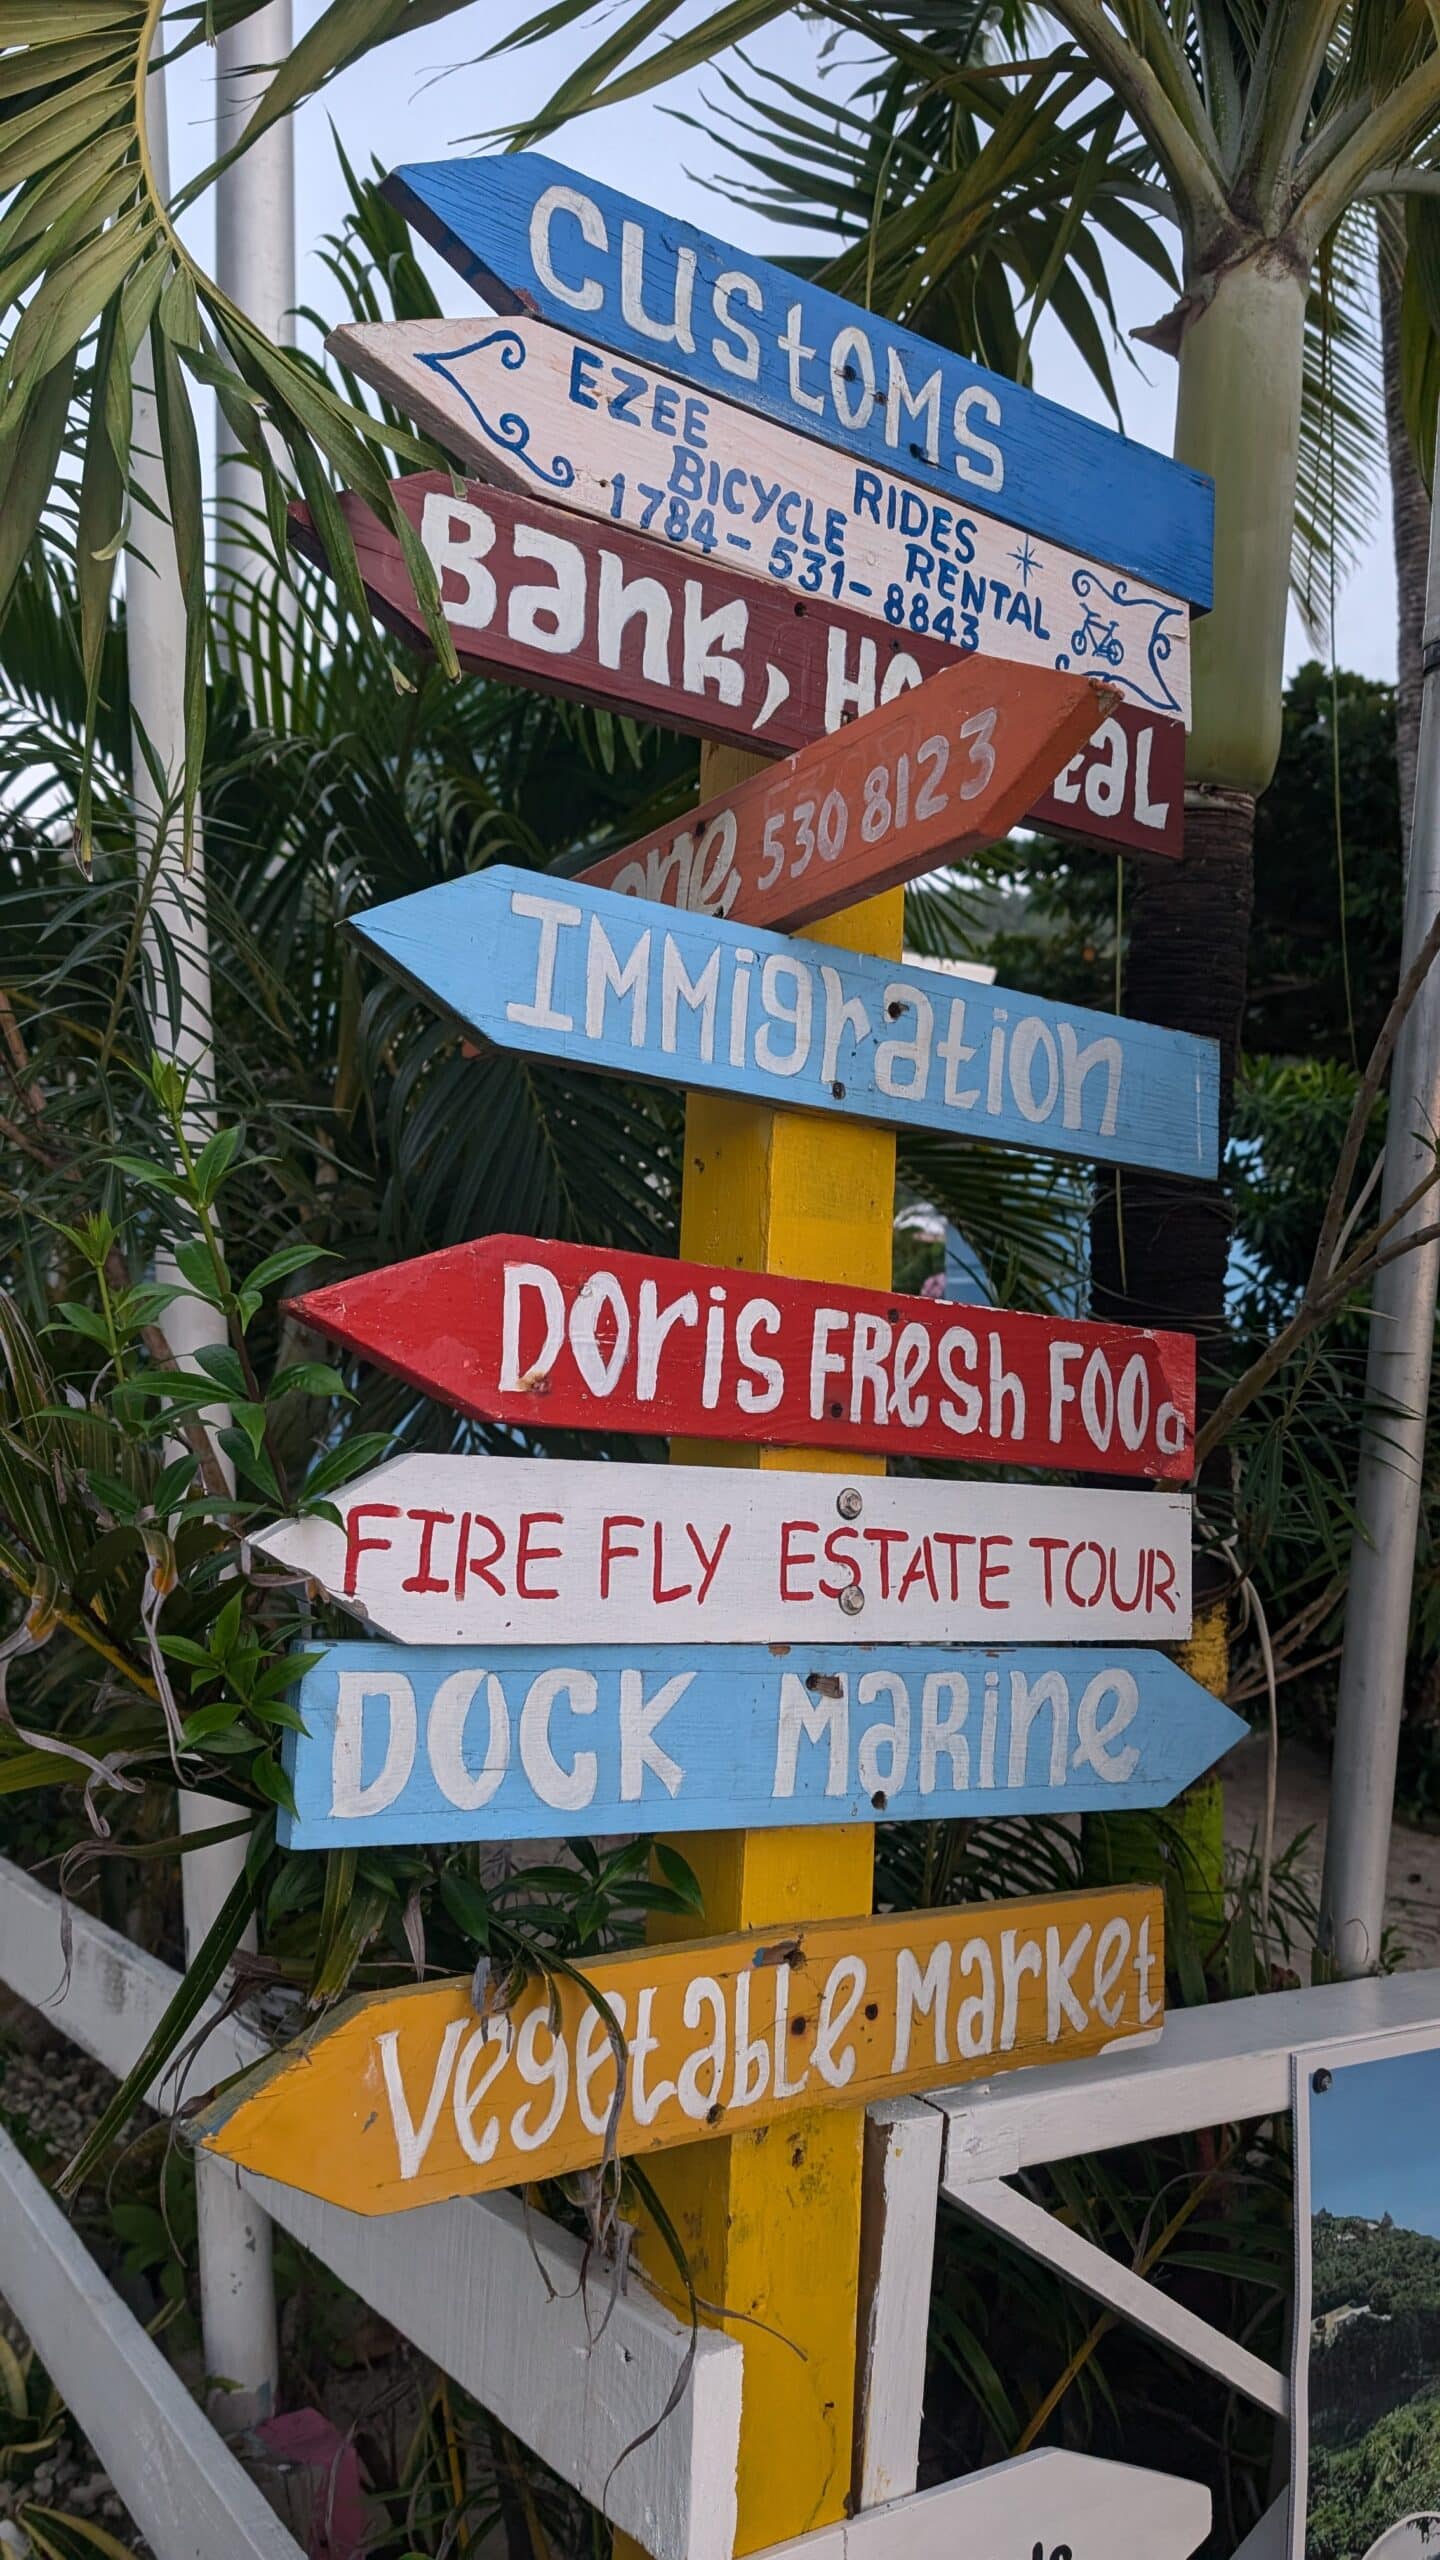 Customs
EZEE RIDES
BICYCLE RENTAL
1784-531-8843
Bank,
530 8123
Immigration
Doris Fresh Food
FIRE FLY ESTATE TOUR
DOCK Marine
Vegetable Market